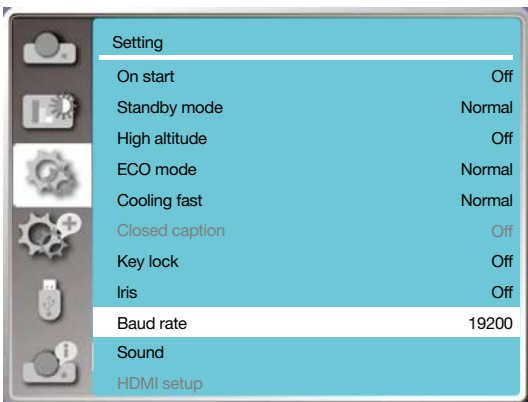 Setting
On start Off
Standby mode Normal
High altitude Off
ECO mode Normal
Cooling fast Normal
Closed caption Off
Key lock Off
Iris Off
Baud rate 19200
Sound
HDMI setup